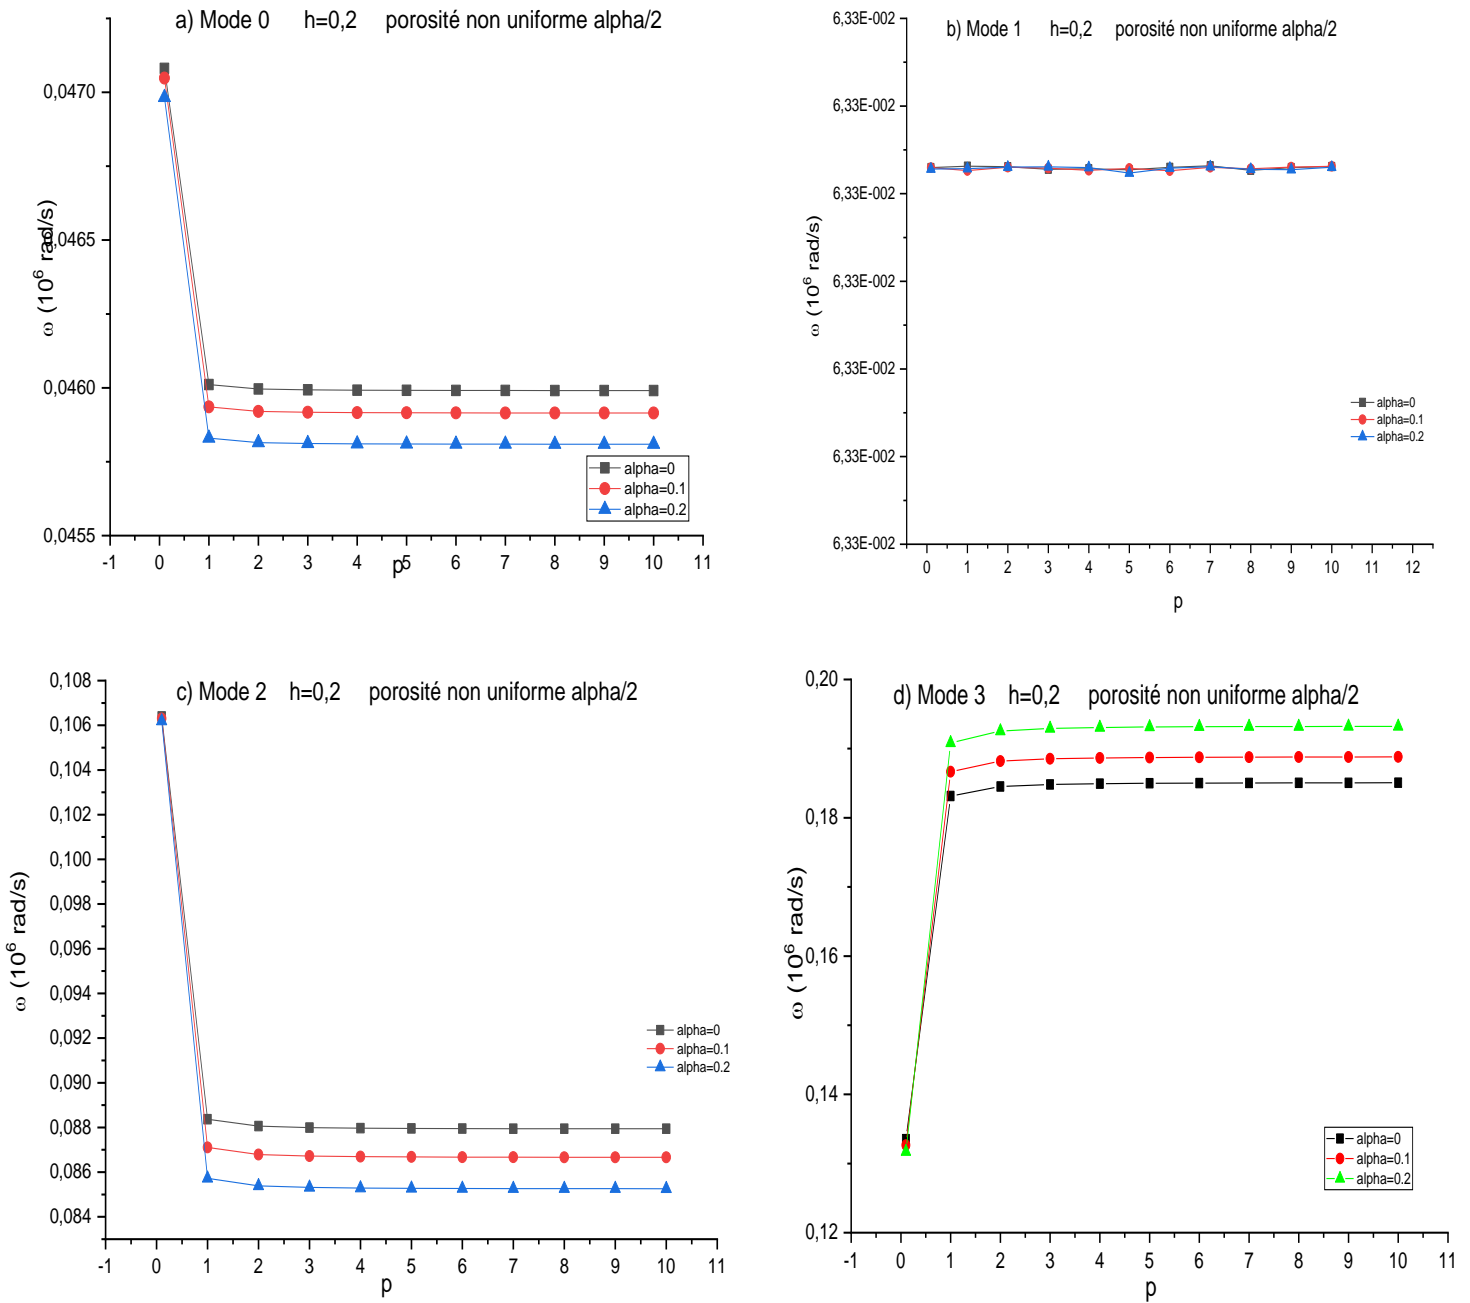 a) Mode 0 h=0,2 porosité non uniforme alpha/2
0,0470
0,0465
0,0460
0,0455
ω (10⁶ rad/s)
alpha=0
alpha=0.1
alpha=0.2
-1 0 1 2 3 4 5 6 7 8 9 10 11
p
b) Mode 1 h=0,2 porosité non uniforme alpha/2
6,33E-002
6,33E-002
6,33E-002
6,33E-002
6,33E-002
6,33E-002
6,33E-002
ω (10⁶ rad/s)
alpha=0
alpha=0.1
alpha=0.2
0 1 2 3 4 5 6 7 8 9 10 11 12
p
c) Mode 2 h=0,2 porosité non uniforme alpha/2
0,108
0,106
0,104
0,102
0,100
0,098
0,096
0,094
0,092
0,090
0,088
0,086
0,084
ω (10⁶ rad/s)
alpha=0
alpha=0.1
alpha=0.2
-1 0 1 2 3 4 5 6 7 8 9 10 11
p
d) Mode 3 h=0,2 porosité non uniforme alpha/2
0,20
0,18
0,16
0,14
0,12
ω (10⁶ rad/s)
alpha=0
alpha=0.1
alpha=0.2
-1 0 1 2 3 4 5 6 7 8 9 10 11
p